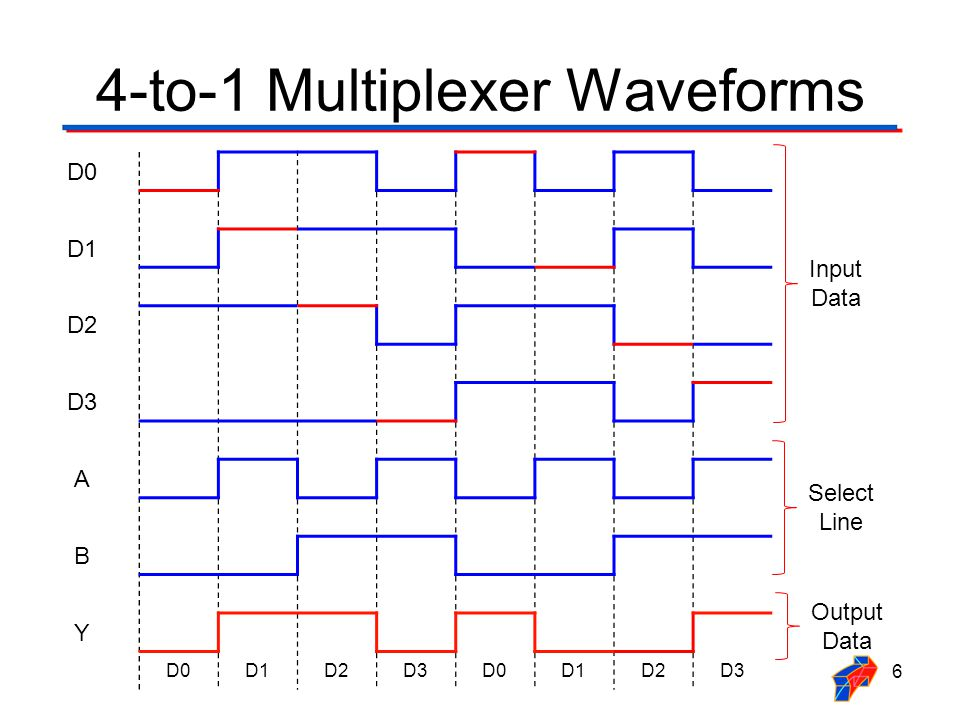 4-to-1 Multiplexer Waveforms
D0
D1
D2
D3
A
B
Y
Input
Data
Select
Line
Output
Data
D0 D1 D2 D3 D0 D1 D2 D3
6